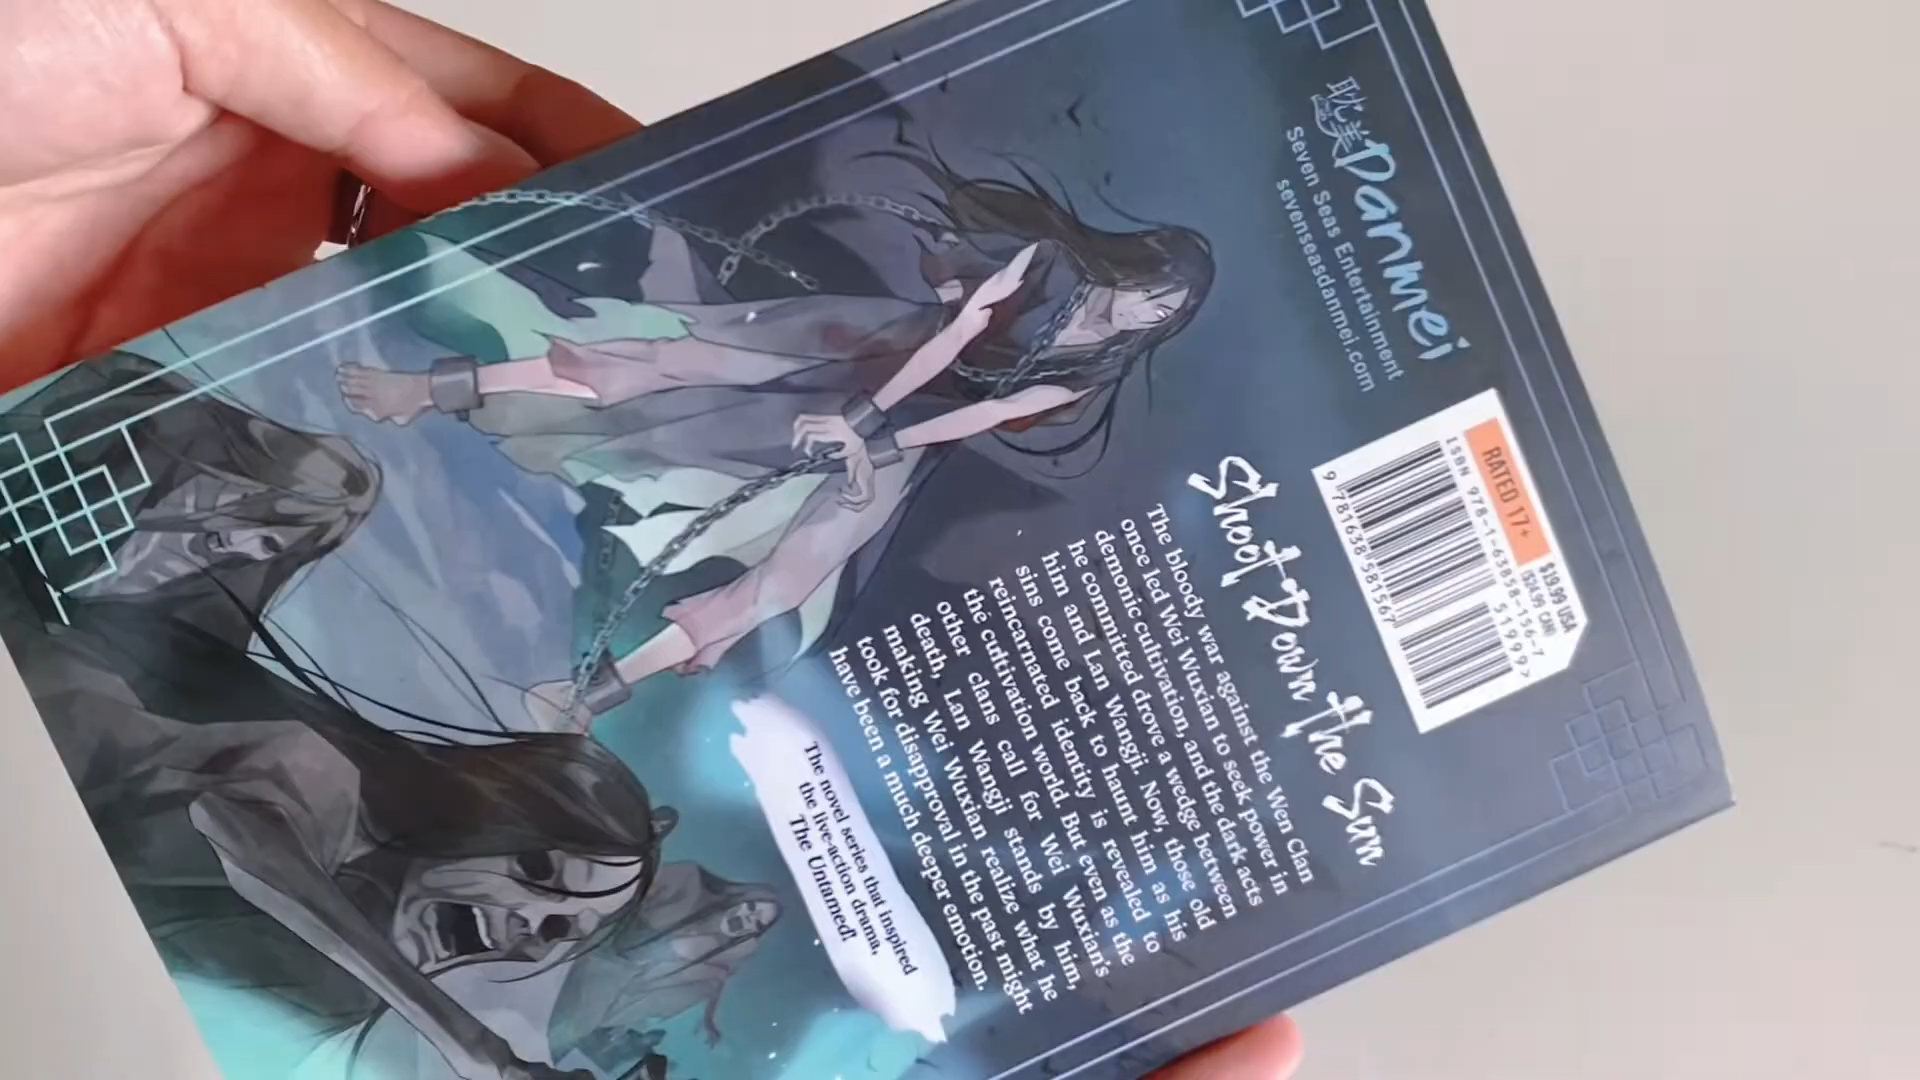 Shoot Down the Sun
The bloody war against the Wen Clan
once led Wei Wuxian to seek power in
demonic cultivation, and the dark acts
he committed drove a wedge between
him and Lan Wangji. Now, those old
sins come back to haunt him as his
reincarnated identity is revealed to
the cultivation world. But even as the
other clans call for Wei Wuxian's
death, Lan Wangji stands by him,
making Wei Wuxian realize what he
took for disapproval in the past might
have been a much deeper emotion.
The novel series that inspired
the live-action drama,
The Untamed!
耽美 Danmei
Seven Seas Entertainment
sevenseasdanmei.com
RATED 17+
$19.99 USA
($24.99 CAN)
ISBN 978-1-63858-156-7
51999>
9 781638 581567